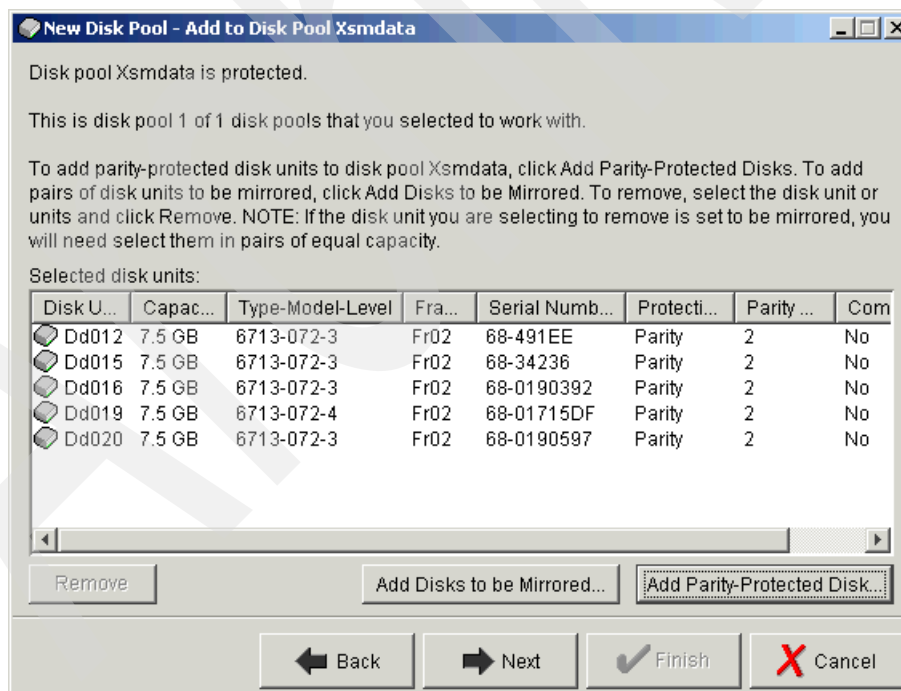 New Disk Pool - Add to Disk Pool Xsmdata
Disk pool Xsmdata is protected.
This is disk pool 1 of 1 disk pools that you selected to work with.
To add parity-protected disk units to disk pool Xsmdata, click Add Parity-Protected Disks. To add
pairs of disk units to be mirrored, click Add Disks to be Mirrored. To remove, select the disk unit or
units and click Remove. NOTE: If the disk unit you are selecting to remove is set to be mirrored, you
will need select them in pairs of equal capacity.
Selected disk units:
Disk U... Capac... Type-Model-Level Fra... Serial Numb... Protecti... Parity ... Com
Dd012 7.5 GB 6713-072-3 Fr02 68-491EE Parity 2 No
Dd015 7.5 GB 6713-072-3 Fr02 68-34236 Parity 2 No
Dd016 7.5 GB 6713-072-3 Fr02 68-0190392 Parity 2 No
Dd019 7.5 GB 6713-072-4 Fr02 68-01715DF Parity 2 No
Dd020 7.5 GB 6713-072-3 Fr02 68-0190597 Parity 2 No
Remove Add Disks to be Mirrored... Add Parity-Protected Disk...
Back Next Finish Cancel